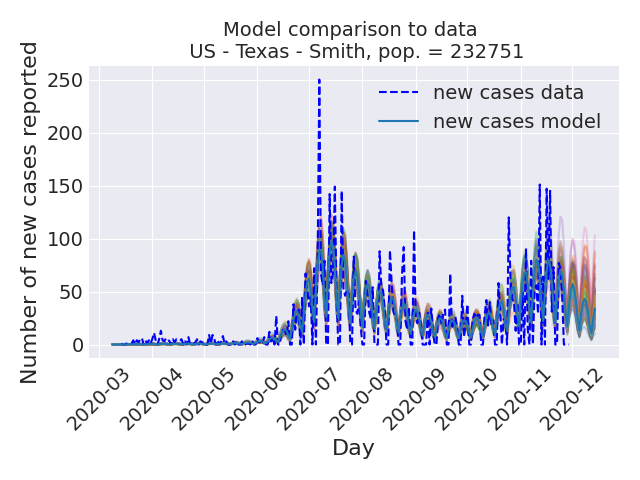 Model comparison to data
US - Texas - Smith, pop. = 232751
Number of new cases reported
250
200
150
100
50
0
new cases data
new cases model
2020-03
2020-04
2020-05
2020-06
2020-07
2020-08
2020-09
2020-10
2020-11
2020-12
Day